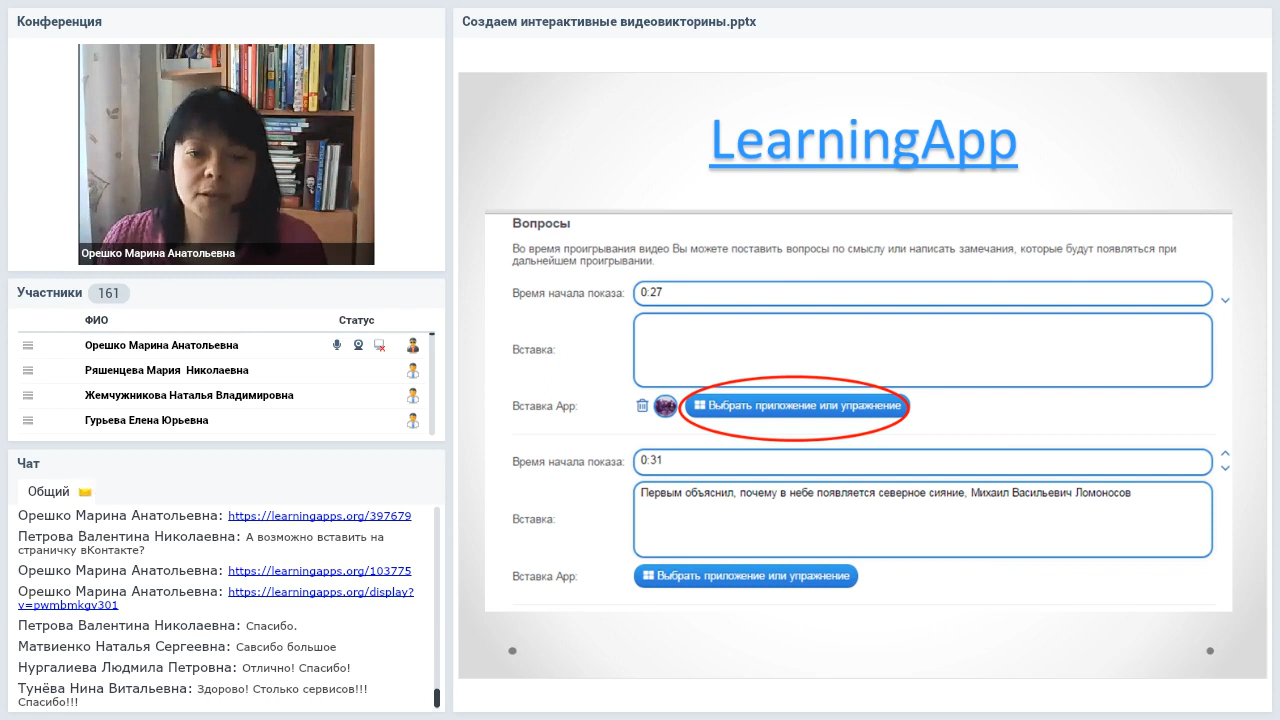 Конференция
Орешко Марина Анатольевна
Участники 161
ФИО Статус
Орешко Марина Анатольевна
Ряшенцева Мария Николаевна
Жемчужникова Наталья Владимировна
Гурьева Елена Юрьевна
Чат
Общий
Орешко Марина Анатольевна: https://learningapps.org/397679
Петрова Валентина Николаевна: А возможно вставить на
страничку вКонтакте?
Орешко Марина Анатольевна: https://learningapps.org/103775
Орешко Марина Анатольевна: https://learningapps.org/display?
v=pwmbmkgv301
Петрова Валентина Николаевна: Спасибо.
Матвиенко Наталья Сергеевна: Савсибо большое
Нургалиева Людмила Петровна: Отлично! Спасибо!
Тунёва Нина Витальевна: Здорово! Столько сервисов!!!
Спасибо!!!
Создаем интерактивные видеовикторины.pptx
LearningApp
Вопросы
Во время проигрывания видео Вы можете поставить вопросы по смыслу или написать замечания, которые будут появляться при
дальнейшем проигрывании.
Время начала показа: 0:27
Вставка:
Вставка App: Выбрать приложение или упражнение
Время начала показа: 0:31
Вставка: Первым объяснил, почему в небе появляется северное сияние, Михаил Васильевич Ломоносов
Вставка App: Выбрать приложение или упражнение